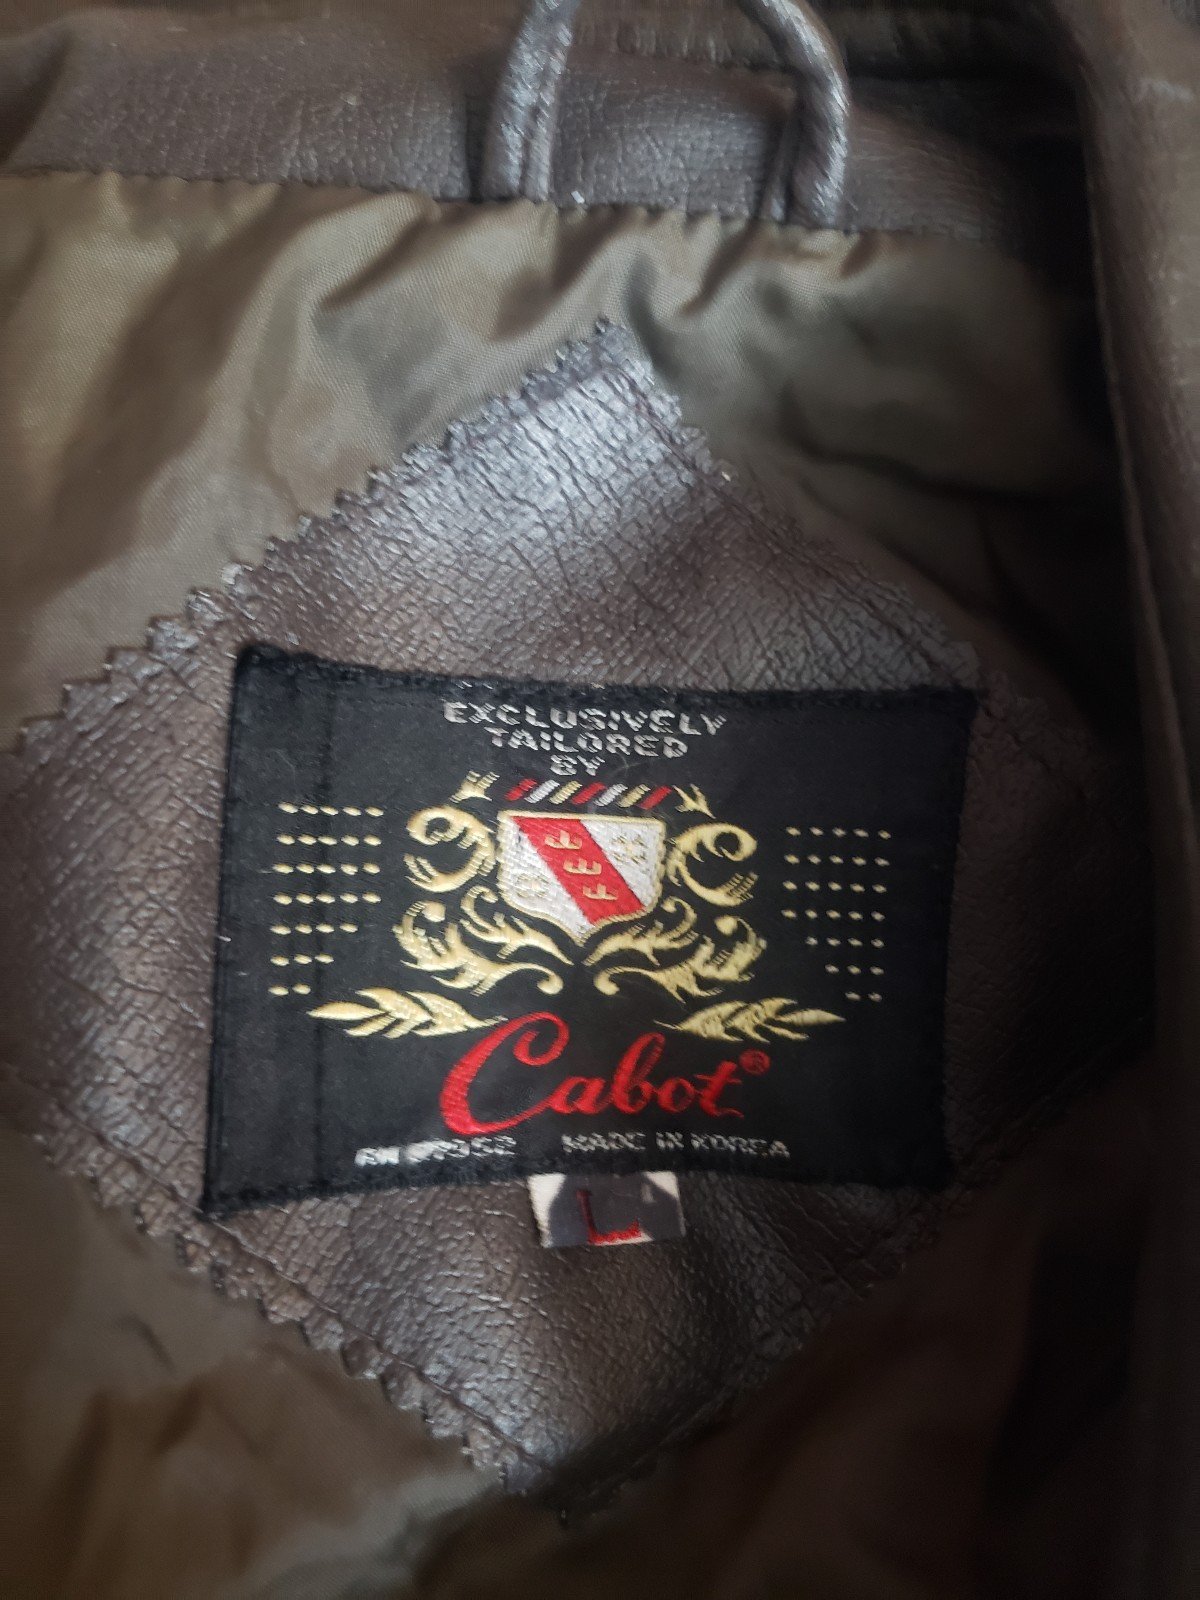 EXCLUSIVELY
TAILORED
BY
Cabot®
MADE IN KOREA
L